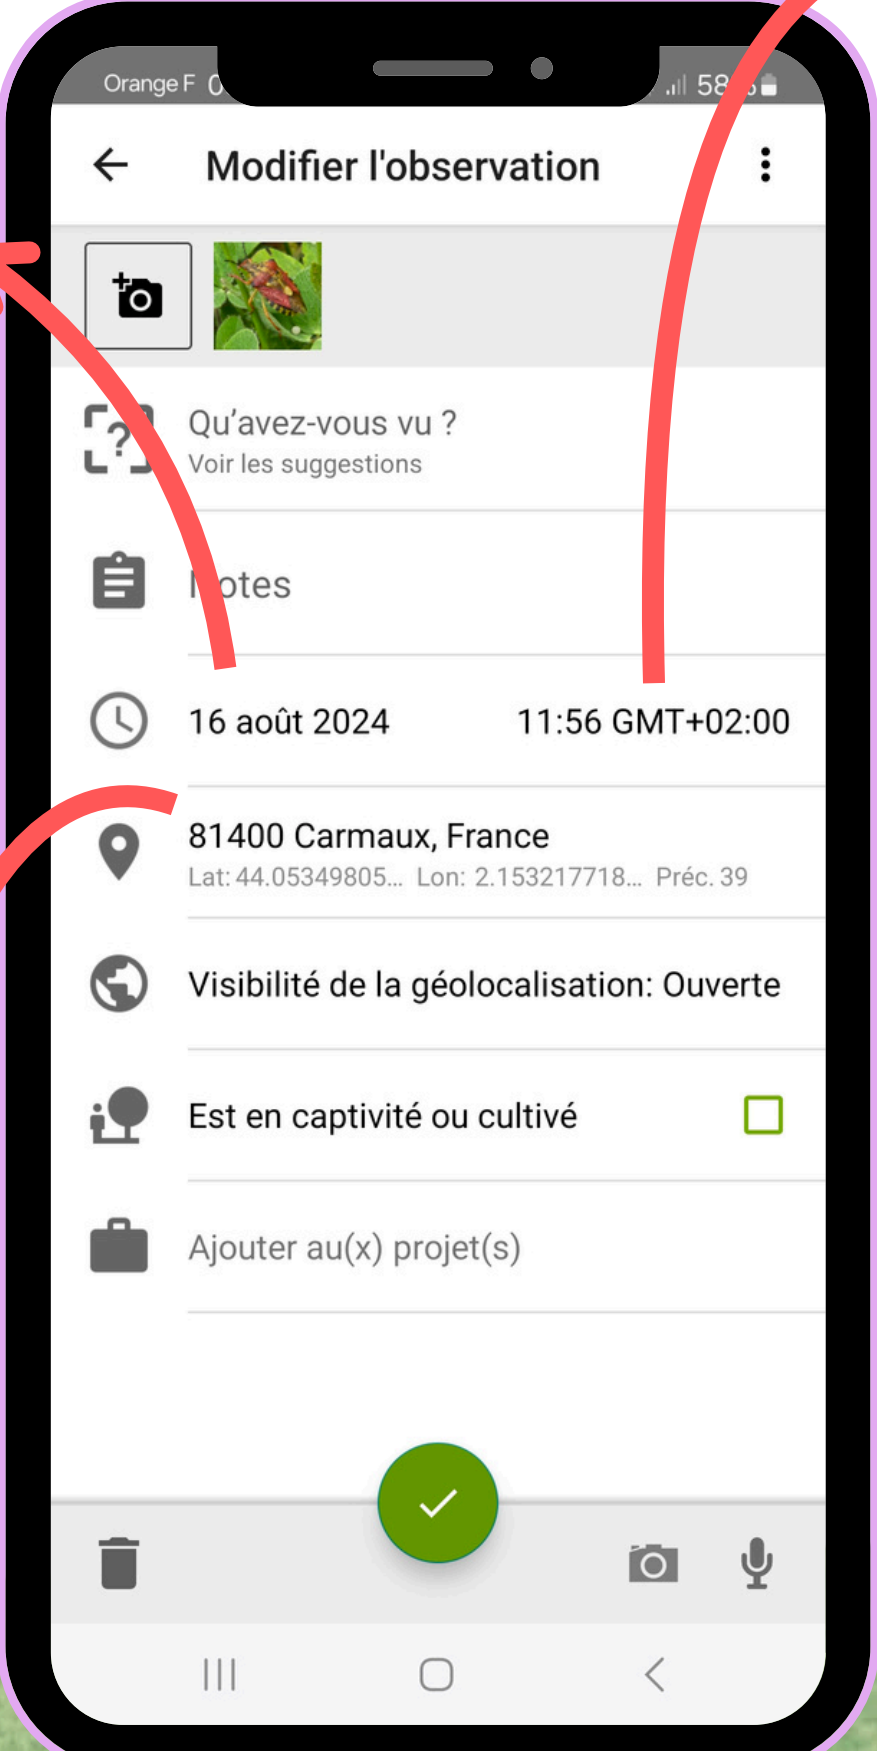 Orange F
58%
Modifier l'observation
Qu'avez-vous vu ?
Voir les suggestions
Notes
16 août 2024 11:56 GMT+02:00
81400 Carmaux, France
Lat: 44.05349805... Lon: 2.153217718... Préc. 39
Visibilité de la géolocalisation: Ouverte
Est en captivité ou cultivé
Ajouter au(x) projet(s)